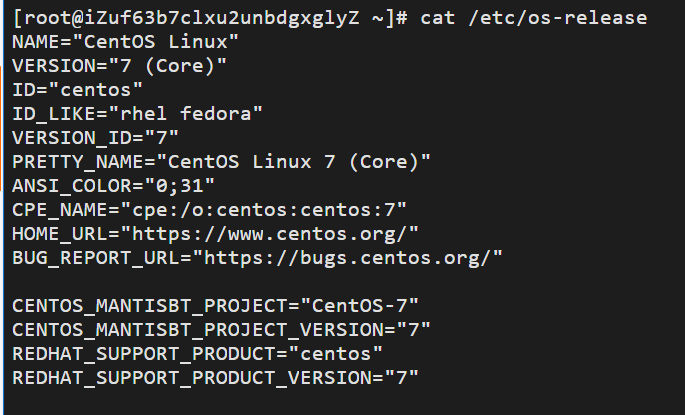 [root@iZuf63b7clxu2unbdgxglyZ ~]# cat /etc/os-release
NAME="CentOS Linux"
VERSION="7 (Core)"
ID="centos"
ID_LIKE="rhel fedora"
VERSION_ID="7"
PRETTY_NAME="CentOS Linux 7 (Core)"
ANSI_COLOR="0;31"
CPE_NAME="cpe:/o:centos:centos:7"
HOME_URL="https://www.centos.org/"
BUG_REPORT_URL="https://bugs.centos.org/"

CENTOS_MANTISBT_PROJECT="CentOS-7"
CENTOS_MANTISBT_PROJECT_VERSION="7"
REDHAT_SUPPORT_PRODUCT="centos"
REDHAT_SUPPORT_PRODUCT_VERSION="7"